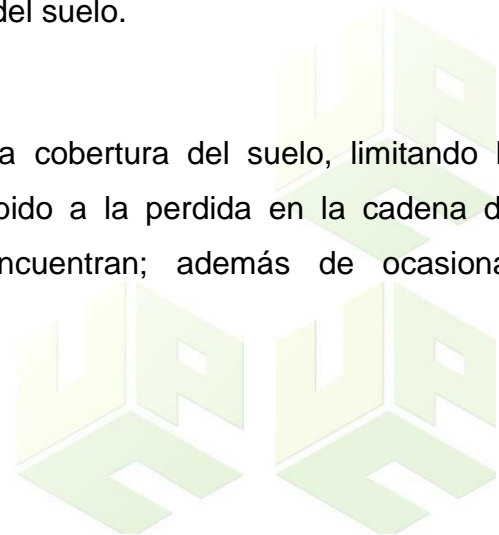 del suelo.
a cobertura del suelo, limitando
bido a la perdida en la cadena d
ncuentran; además de ocasiona